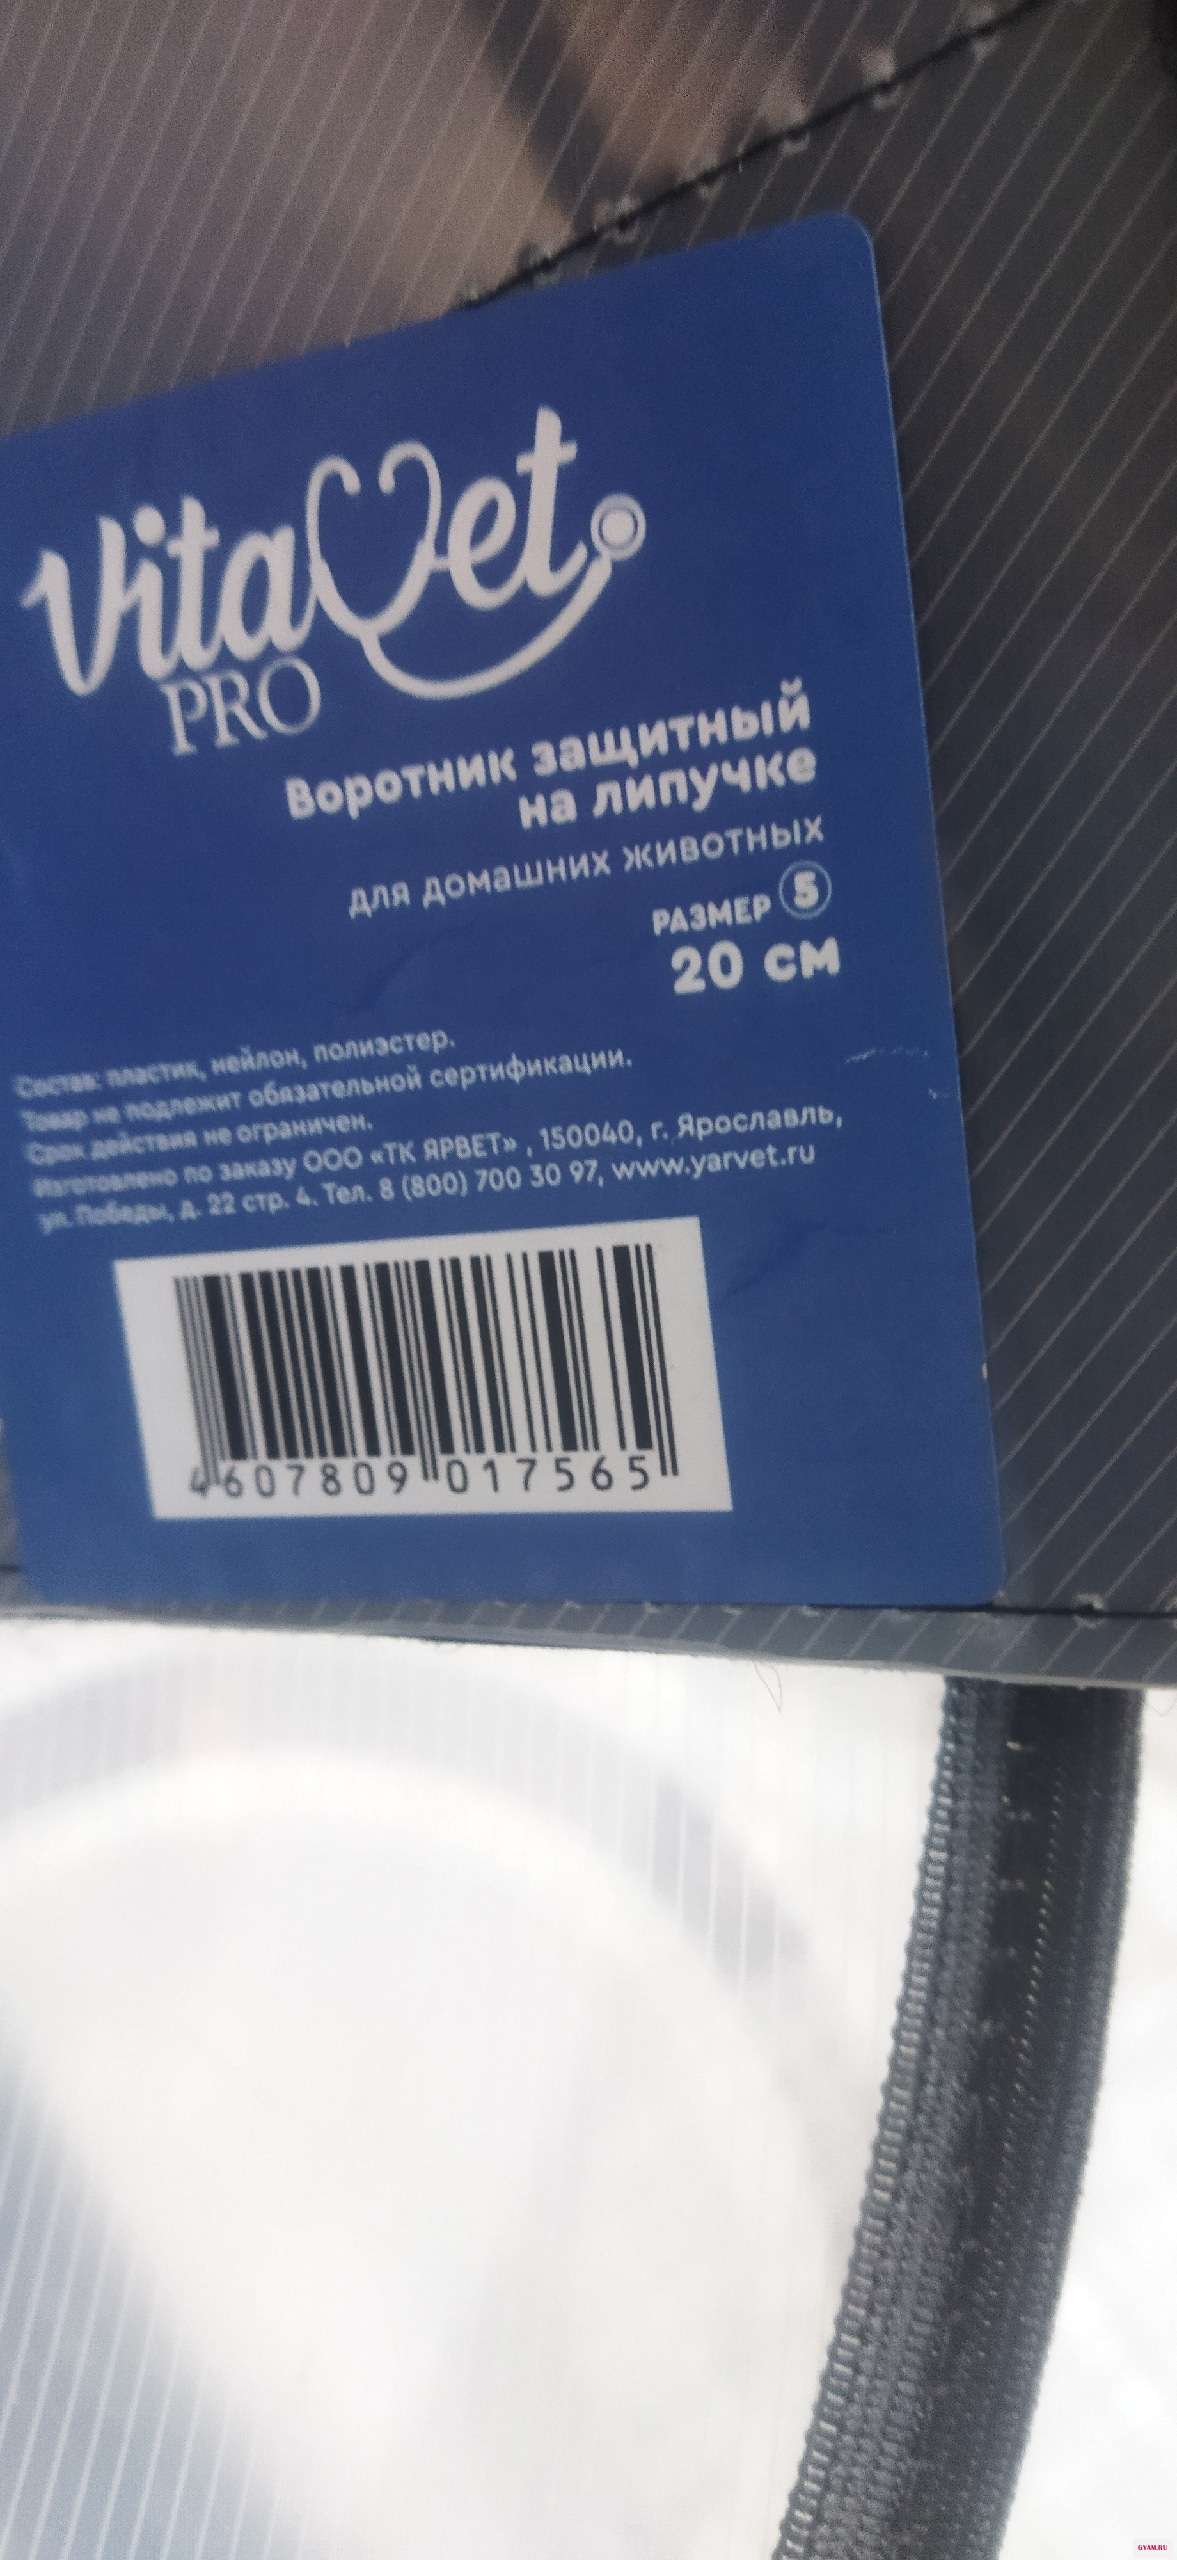 VitaVet
PRO
Воротник защитный
на липучке
для домашних животных
РАЗМЕР 5
20 см
Состав: пластик, нейлон, полиэстер.
Товар не подлежит обязательной сертификации.
Срок действия не ограничен.
Изготовлено по заказу ООО «ТК ЯРВЕТ» , 150040, г. Ярославль,
ул. Победы, д. 22 стр. 4. Тел. 8 (800) 700 30 97, www.yarvet.ru
4607809017565
GYAM.RU